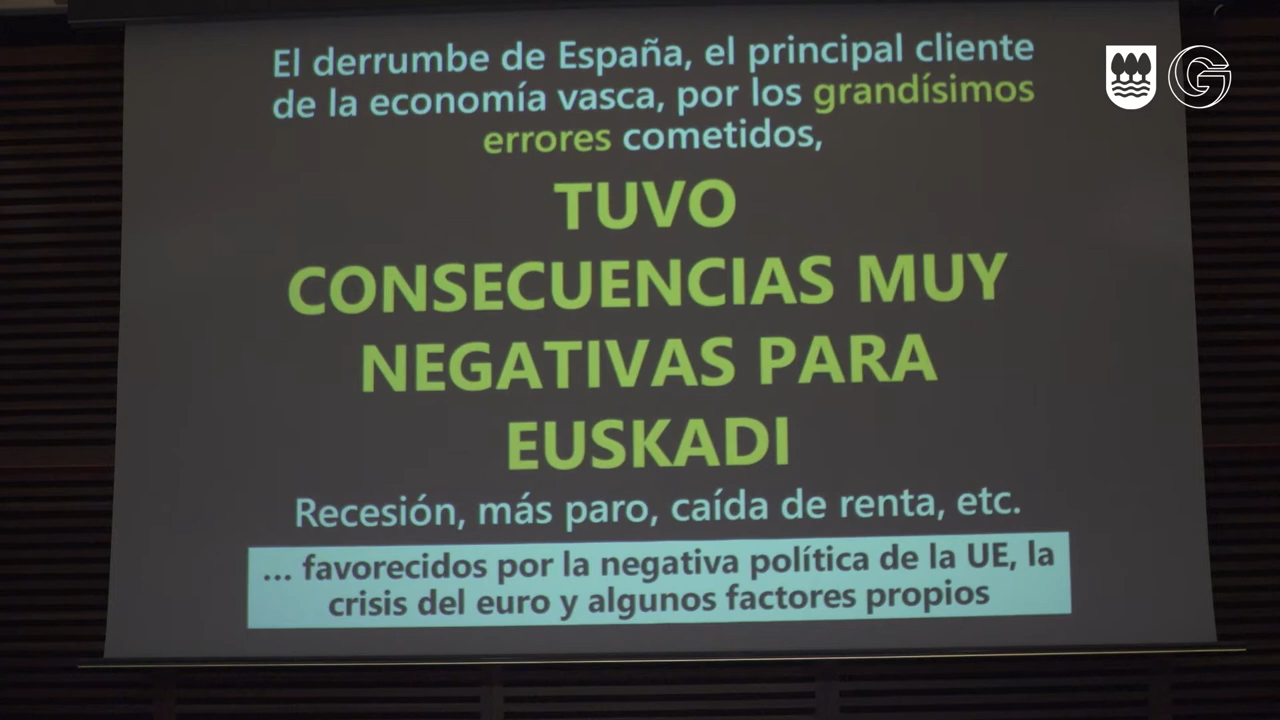 El derrumbe de España, el principal cliente
de la economía vasca, por los grandísimos
errores cometidos,
TUVO
CONSECUENCIAS MUY
NEGATIVAS PARA
EUSKADI
Recesión, más paro, caída de renta, etc.
... favorecidos por la negativa política de la UE, la
crisis del euro y algunos factores propios
G